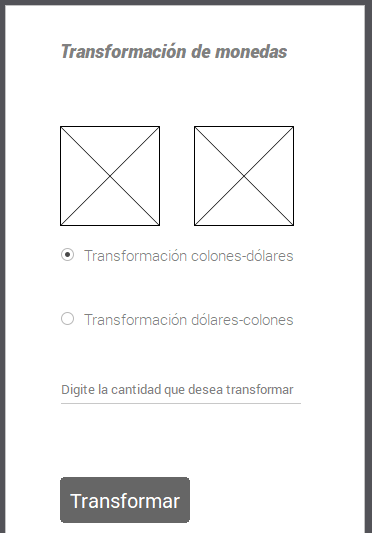 Transformación de monedas
Transformación colones-dólares
Transformación dólares-colones
Digite la cantidad que desea transformar
Transformar